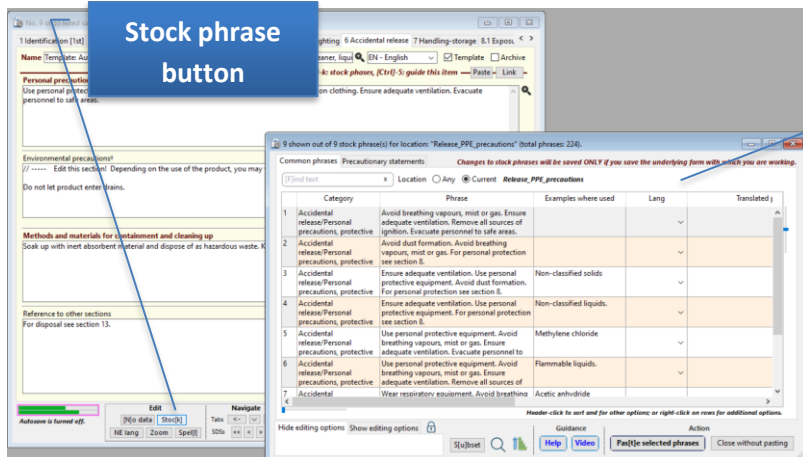 Stock phrase
button
No. 9
1 Identification [1st]
ghting 6 Accidental release 7 Handling-storage 8.1 Exposu < >
Name Template: Au
eaner, liqui EN - English Template Archive
]-k: stock phases, [Ctrl]-5: guide this item Paste Link
Personal precaution
Use personal protec on clothing. Ensure adequate ventilation. Evacuate
personnel to safe areas.
Environmental precautions†
// ----- Edit this section! Depending on the use of the product, you may
Do not let product enter drains.
Methods and materials for containment and cleaning up
Soak up with inert absorbent material and dispose of as hazardous waste. K
Reference to other sections
For disposal see section 13.
Autosave is turned off.
Edit
[N]o data Stoc[k]
NE lang Zoom Spel[l]
Navigate
Tabs <-
SDSs << < >
9 shown out of 9 stock phrase(s) for location: "Release_PPE_precautions" (total phrases: 224).
Common phrases Precautionary statements Changes to stock phrases will be saved ONLY if you save the underlying form with which you are working.
[F]ind text x Location Any Current Release_PPE_precautions
Category Phrase Examples where used Lang Translated p
1 Accidental release/Personal precautions, protective
Avoid breathing vapours, mist or gas. Ensure
adequate ventilation. Remove all sources of
ignition. Evacuate personnel to safe areas.
2 Accidental release/Personal precautions, protective
Avoid dust formation. Avoid breathing
vapours, mist or gas. For personal protection
see section 8.
3 Accidental release/Personal precautions, protective
Ensure adequate ventilation. Use personal
protective equipment. Avoid dust formation.
For personal protection see section 8.
Non-classified solids
4 Accidental release/Personal precautions, protective
Ensure adequate ventilation. Use personal
protective equipment. For personal protection
see section 8.
Non-classified liquids.
5 Accidental release/Personal precautions, protective
Use personal protective equipment. Avoid
breathing vapours, mist or gas. Ensure
adequate ventilation. Evacuate personnel to
Methylene chloride
6 Accidental release/Personal precautions, protective
Use personal protective equipment. Avoid
breathing vapours, mist or gas. Ensure
adequate ventilation. Remove all sources of
Flammable liquids.
7 Accidental Wear respiratory equipment. Avoid breathing Acetic anhydride
Header-click to sort and for other options; or right-click on rows for additional options.
Hide editing options Show editing options
S[u]bset
Guidance
Help Video
Action
Pas[t]e selected phrases Close without pasting